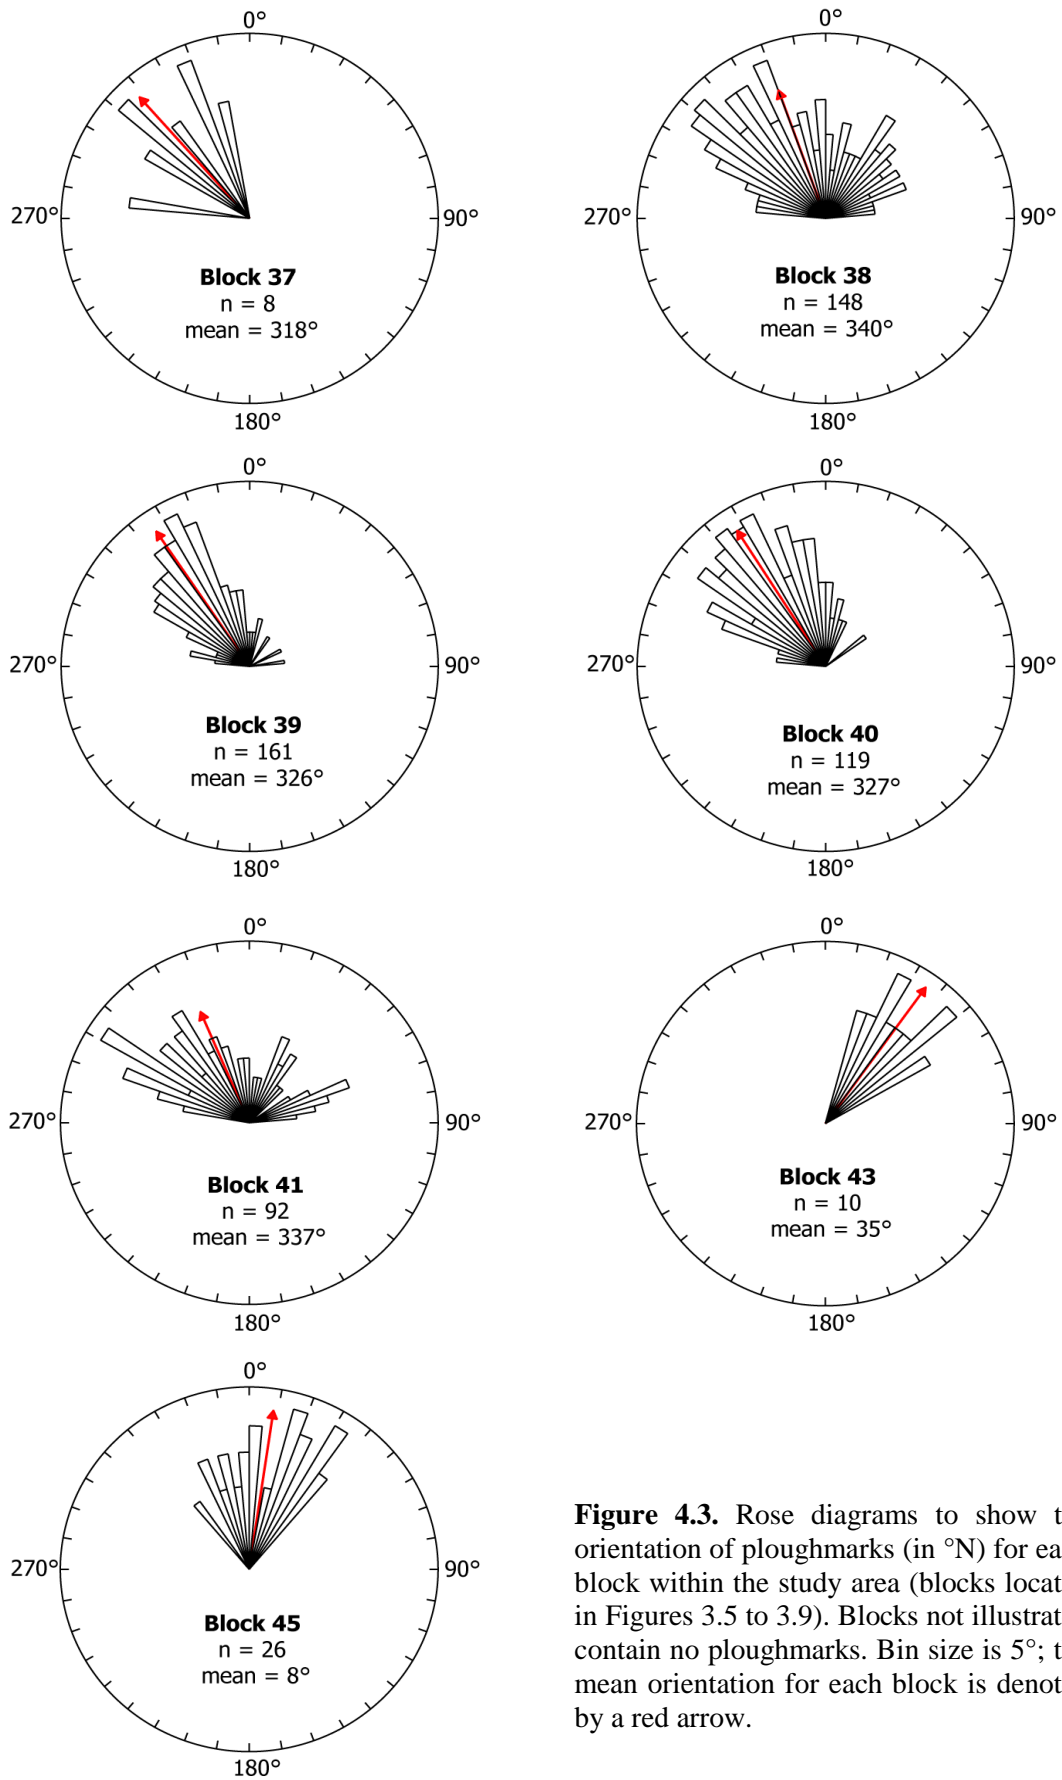 0°
270°
90°
Block 37
n = 8
mean = 318°
180°
0°
270°
90°
Block 38
n = 148
mean = 340°
180°
0°
270°
90°
Block 39
n = 161
mean = 326°
180°
0°
270°
90°
Block 40
n = 119
mean = 327°
180°
0°
270°
90°
Block 41
n = 92
mean = 337°
180°
0°
270°
90°
Block 43
n = 10
mean = 35°
180°
0°
270°
90°
Block 45
n = 26
mean = 8°
180°
Figure 4.3. Rose diagrams to show t
orientation of ploughmarks (in °N) for ea
block within the study area (blocks locat
in Figures 3.5 to 3.9). Blocks not illustrat
contain no ploughmarks. Bin size is 5°; t
mean orientation for each block is denot
by a red arrow.